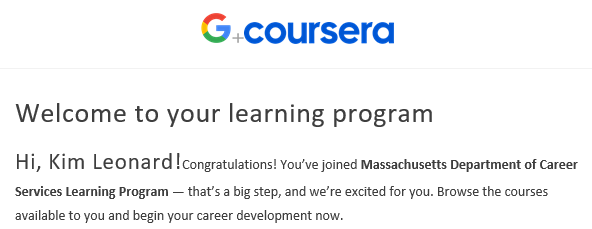 G+coursera
Welcome to your learning program
Hi, Kim Leonard!Congratulations! You’ve joined Massachusetts Department of Career
Services Learning Program — that’s a big step, and we’re excited for you. Browse the courses
available to you and begin your career development now.